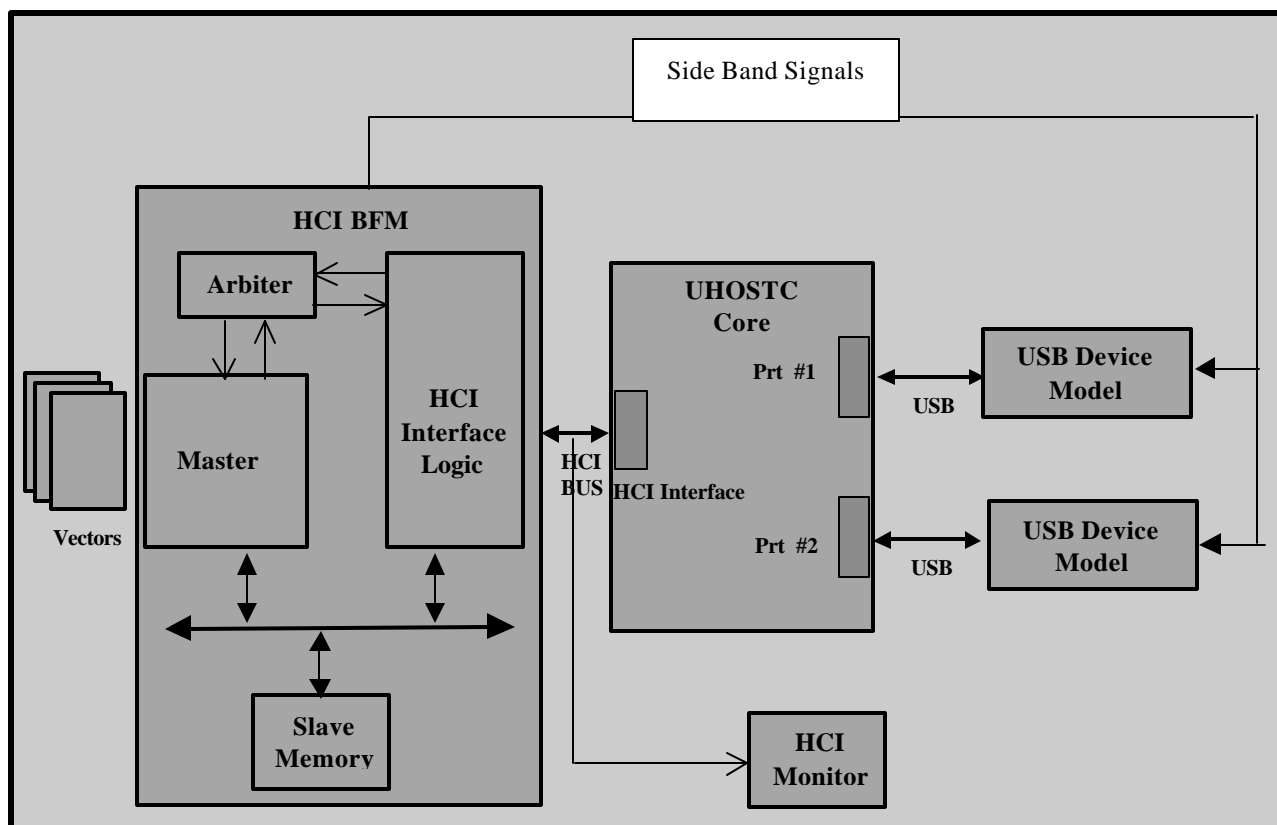 Side Band Signals
HCI BFM
Arbiter
HCI
Interface
Logic
Master
Vectors
Slave
Memory
HCI
BUS
UHOSTC
Core
HCI Interface
Prt #1
Prt #2
USB
USB
USB Device
Model
USB Device
Model
HCI
Monitor